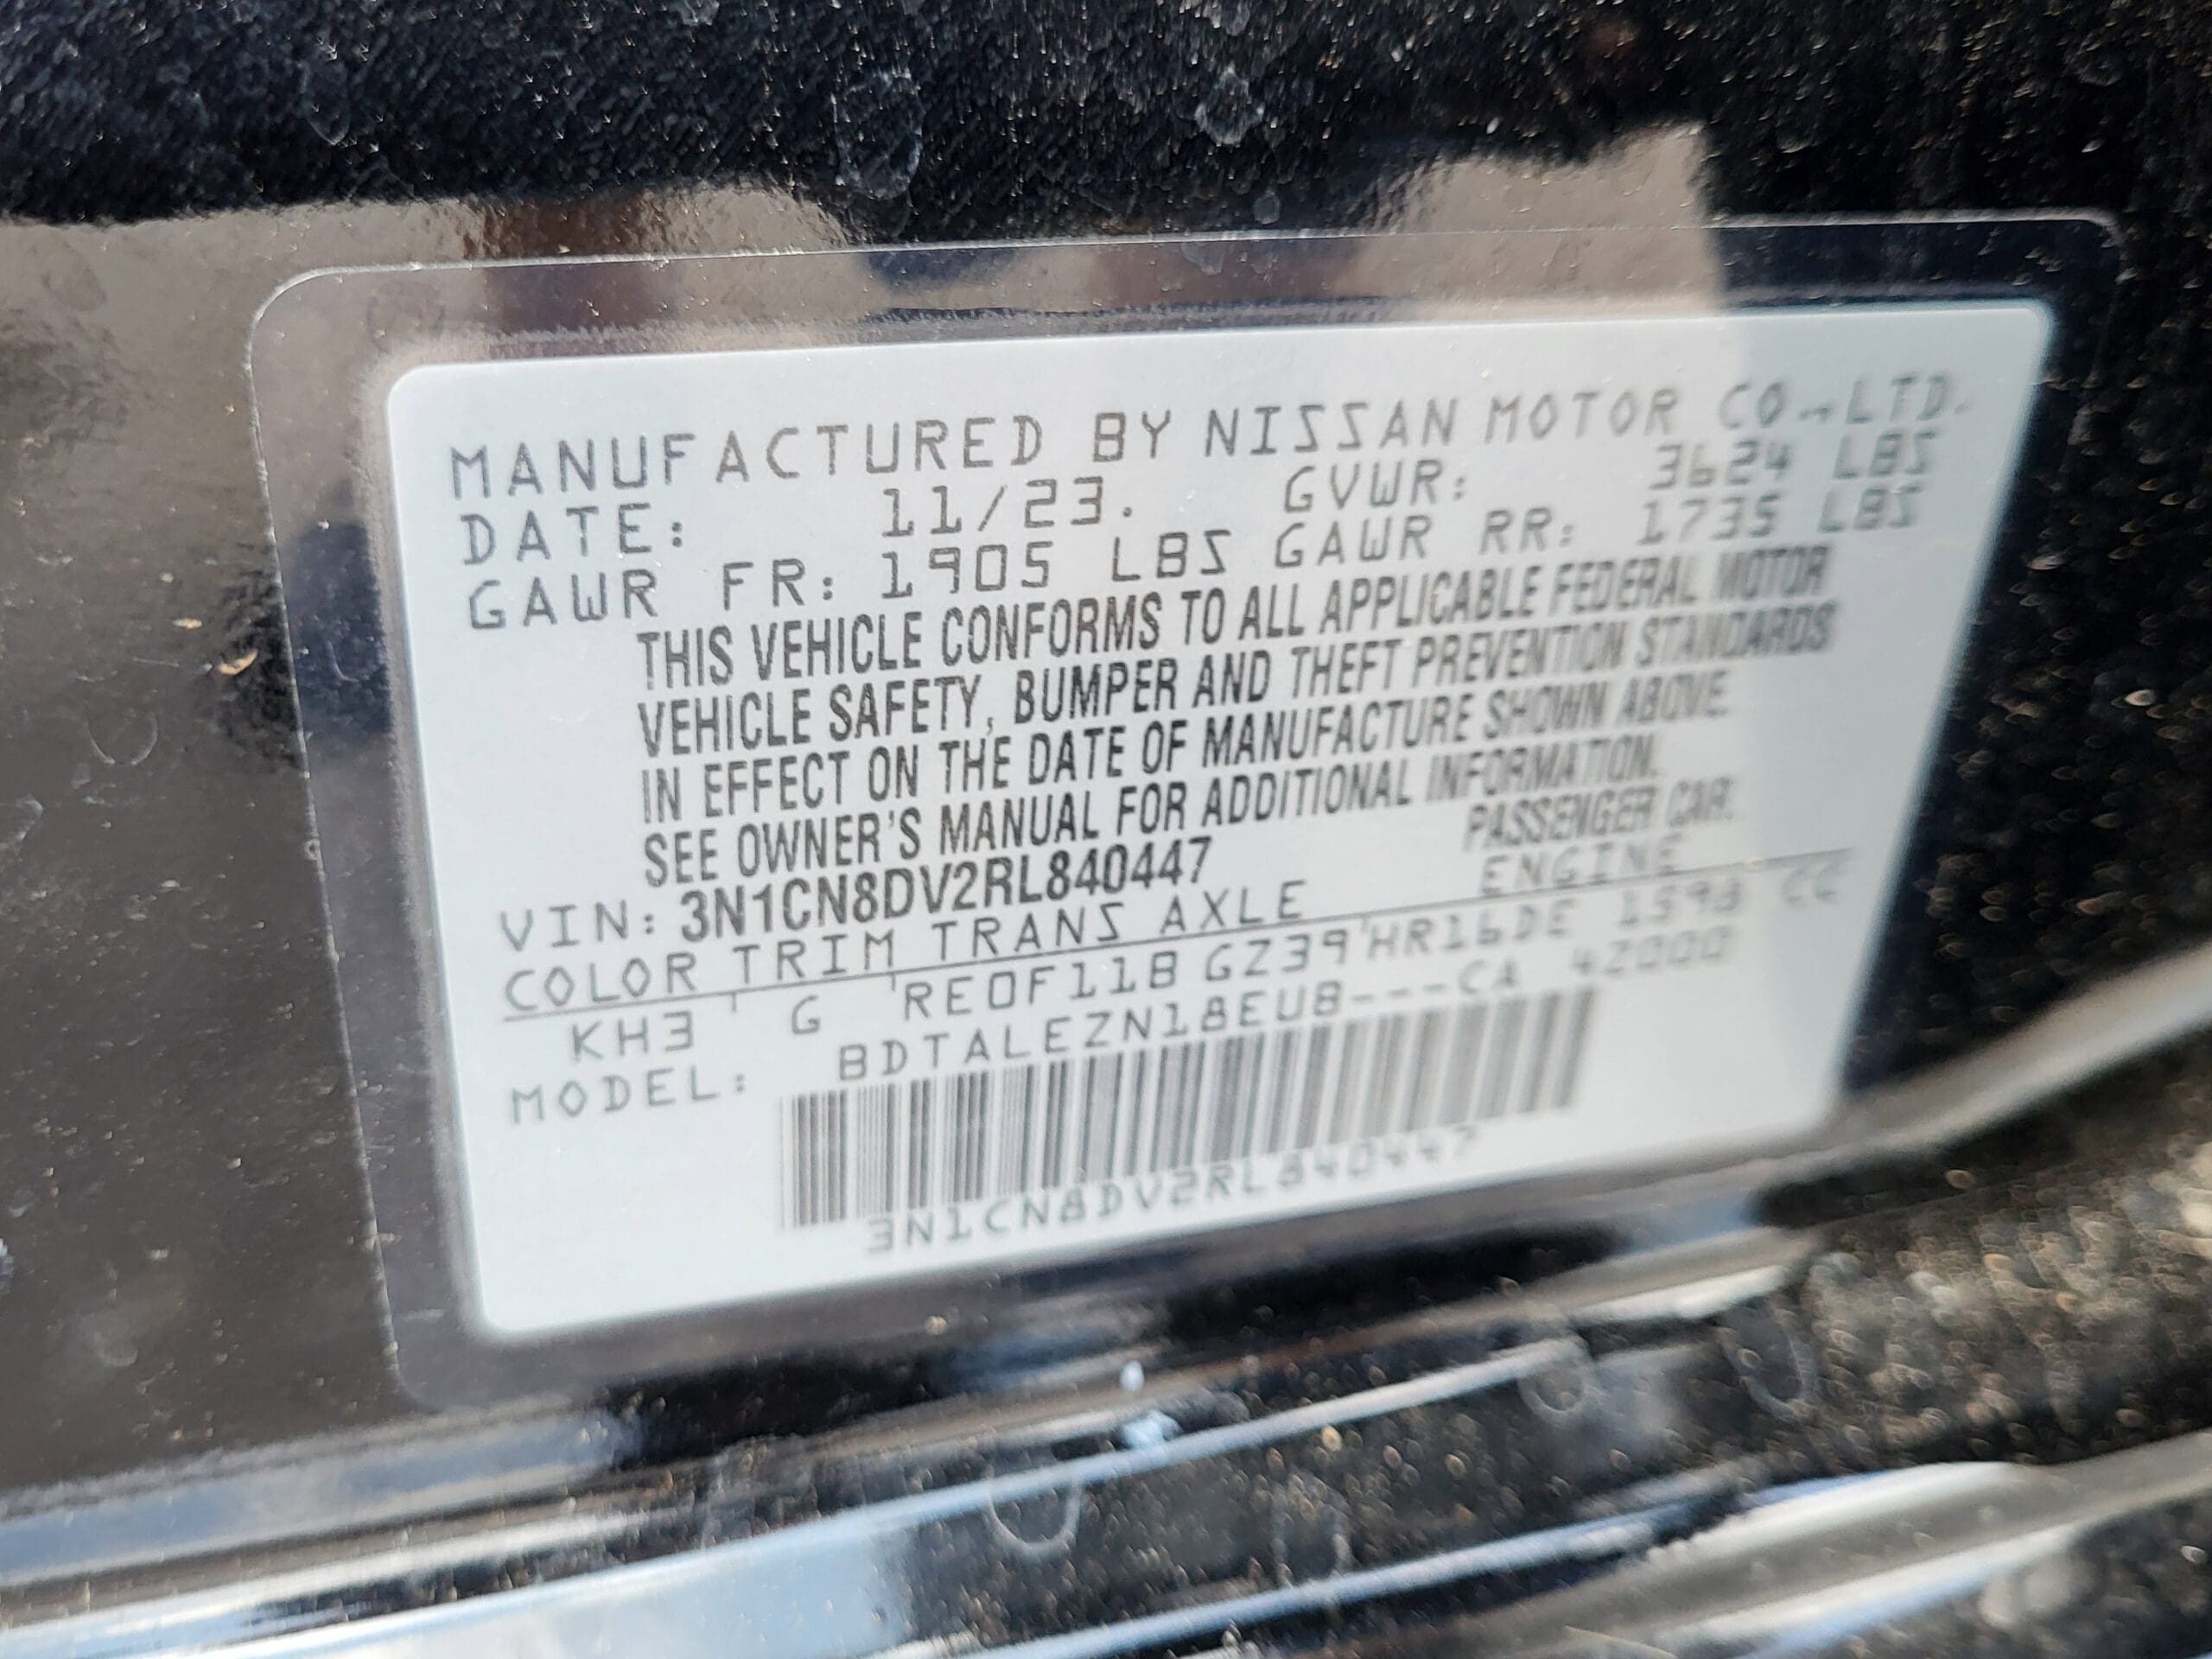 MANUFACTURED BY NISSAN MOTOR CO.,LTD.
DATE: 11/23. GVWR: 3624 LBS
GAWR FR: 1905 LBS GAWR RR: 1735 LBS
THIS VEHICLE CONFORMS TO ALL APPLICABLE FEDERAL MOTOR
VEHICLE SAFETY, BUMPER AND THEFT PREVENTION STANDARDS
IN EFFECT ON THE DATE OF MANUFACTURE SHOWN ABOVE.
SEE OWNER'S MANUAL FOR ADDITIONAL INFORMATION.
VIN: 3N1CN8DV2RL840447 PASSENGER CAR.
COLOR TRIM TRANS AXLE ENGINE
KH3 G RE0F11B GZ39 HR16DE 1598 CC
MODEL: BDTALEZN18EUB---CA 42000
3N1CN8DV2RL840447